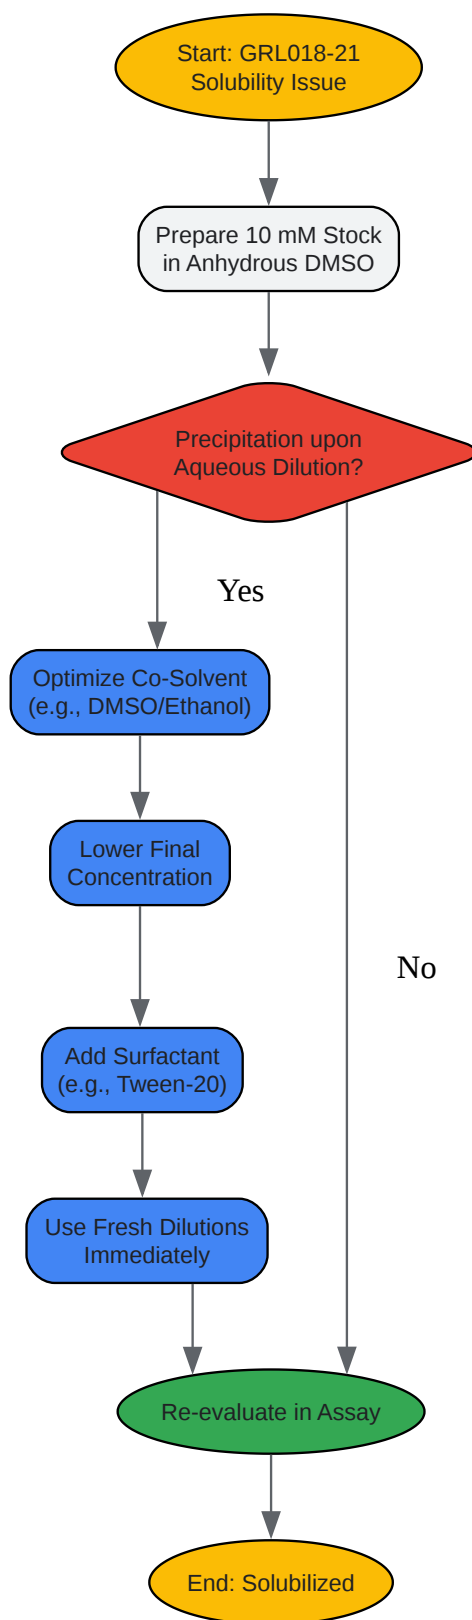 Start: GRL018-21
Solubility Issue
Prepare 10 mM Stock
in Anhydrous DMSO
Precipitation upon
Aqueous Dilution?
Yes
Optimize Co-Solvent
(e.g., DMSO/Ethanol)
Lower Final
Concentration
No
Add Surfactant
(e.g., Tween-20)
Use Fresh Dilutions
Immediately
Re-evaluate in Assay
End: Solubilized